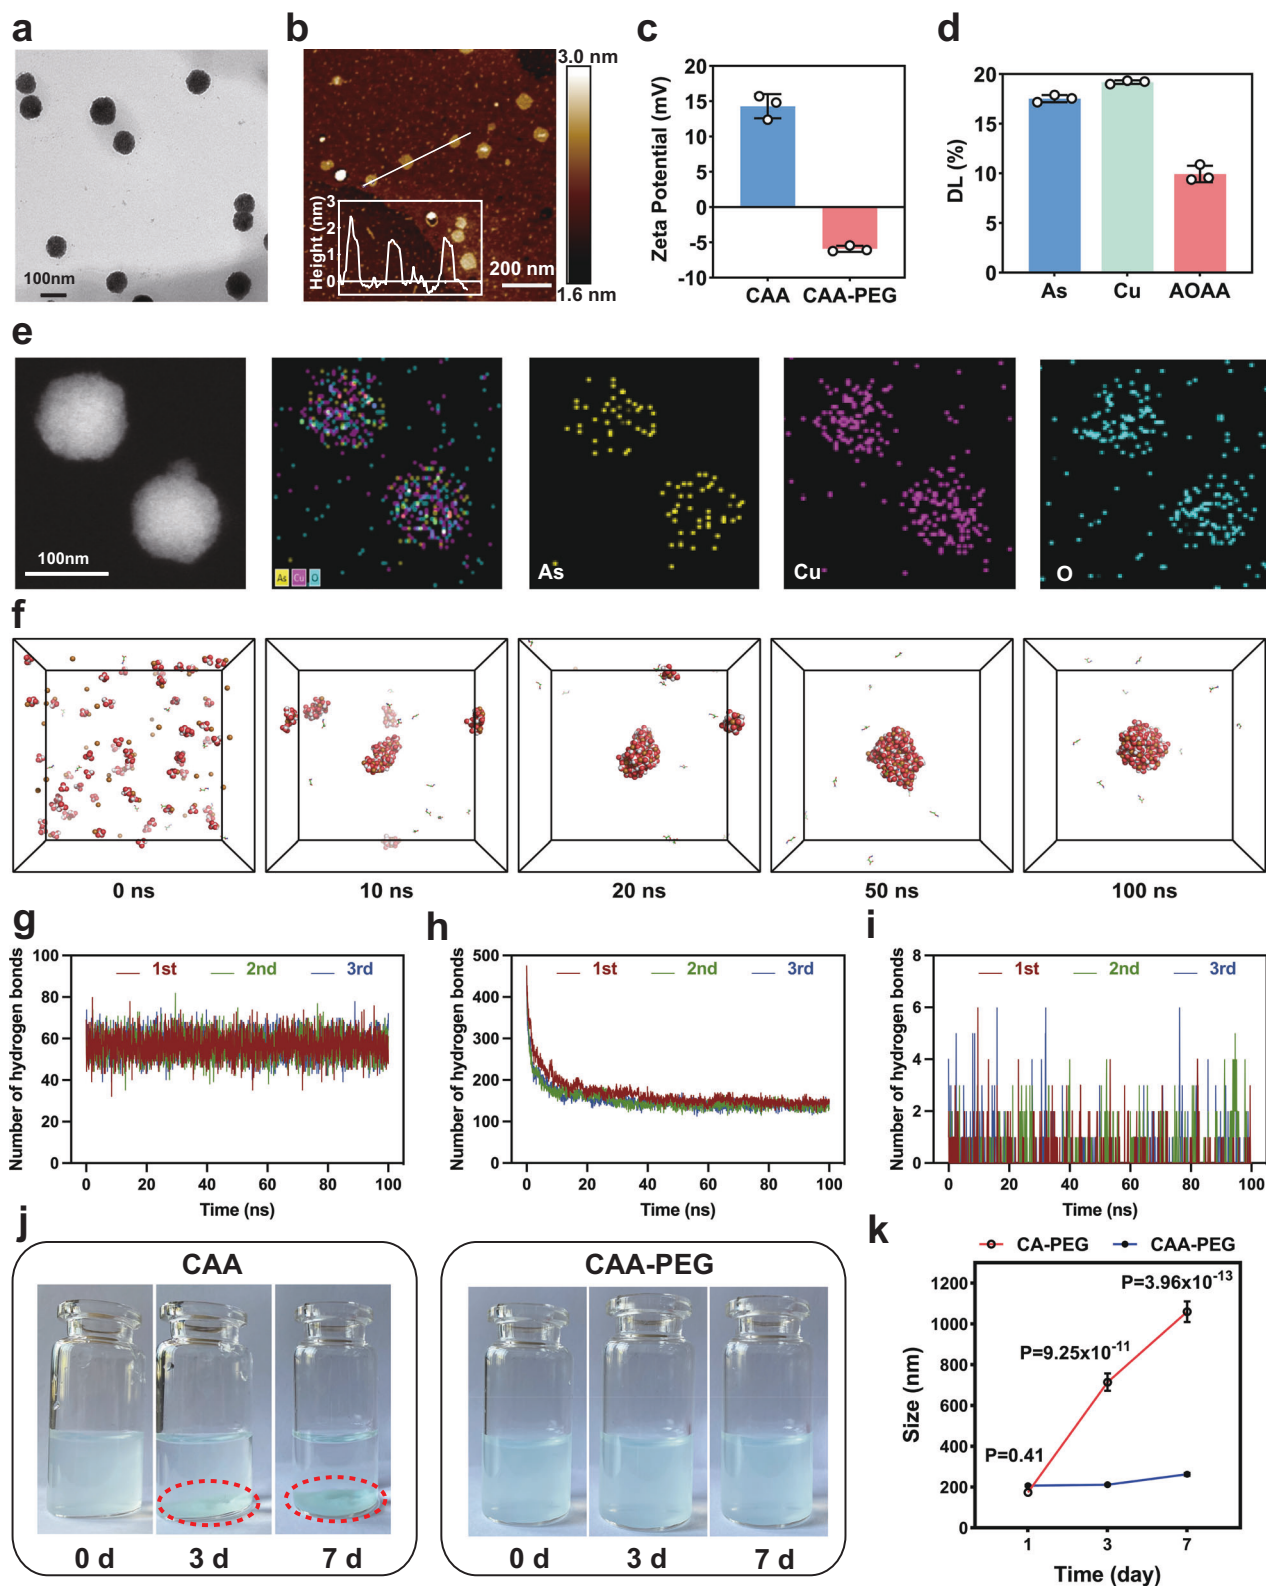 a
100nm
b
3.0 nm
1.6 nm
200 nm
Height (nm)
3
2
1
0
c
Zeta Potential (mV)
20
15
10
5
0
-5
-10
CAA
CAA-PEG
d
DL (%)
20
15
10
5
0
As
Cu
AOAA
e
100nm
As Cu O
As
Cu
O
f
0 ns
10 ns
20 ns
50 ns
100 ns
g
Number of hydrogen bonds
100
80
60
40
20
0
1st 2nd 3rd
0 20 40 60 80 100
Time (ns)
h
Number of hydrogen bonds
500
400
300
200
100
0
1st 2nd 3rd
0 20 40 60 80 100
Time (ns)
i
Number of hydrogen bonds
8
6
4
2
0
1st 2nd 3rd
0 20 40 60 80 100
Time (ns)
j
CAA
0 d
3 d
7 d
CAA-PEG
0 d
3 d
7 d
k
CA-PEG CAA-PEG
Size (nm)
1200
1000
800
600
400
200
0
P=3.96x10⁻¹³
P=9.25x10⁻¹¹
P=0.41
1 3 7
Time (day)